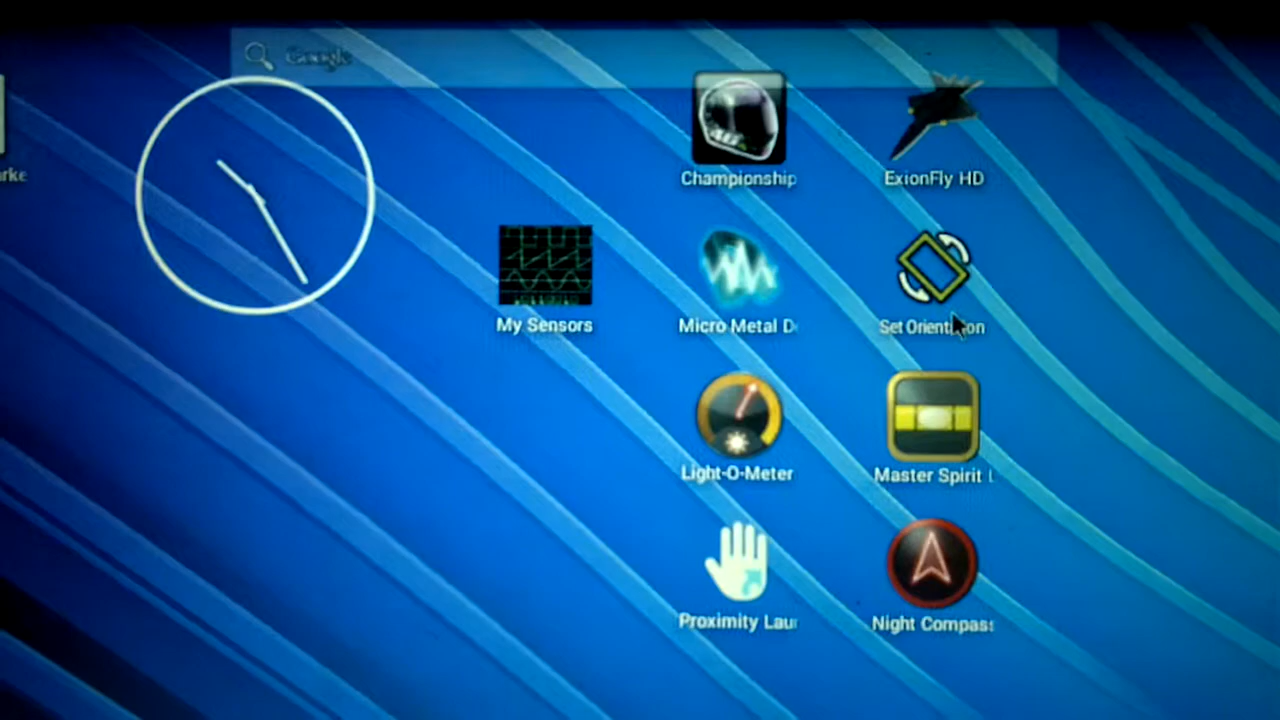 Google
Championship
ExionFly HD
My Sensors
Micro Metal D
Set Orientation
Light-O-Meter
Master Spirit L
Proximity Lau
Night Compass